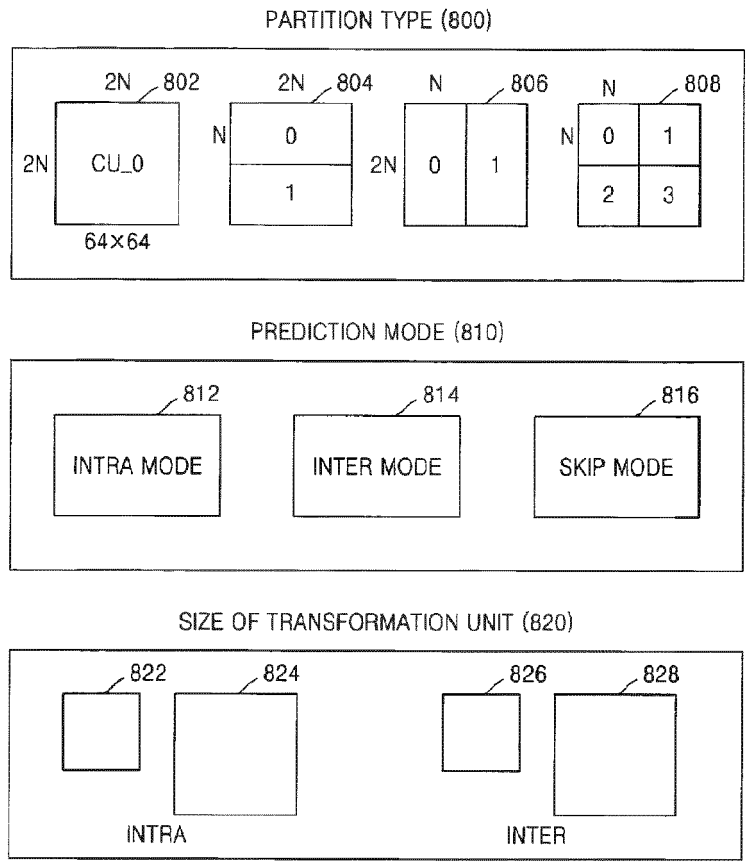 PARTITION TYPE (800)
2N 802 2N 804 N 806 N 808
2N CU_0 N 0 2N 0 1 N 0 1
1 2 3
64×64
PREDICTION MODE (810)
812 814 816
INTRA MODE INTER MODE SKIP MODE
SIZE OF TRANSFORMATION UNIT (820)
822 824 826 828
INTRA INTER